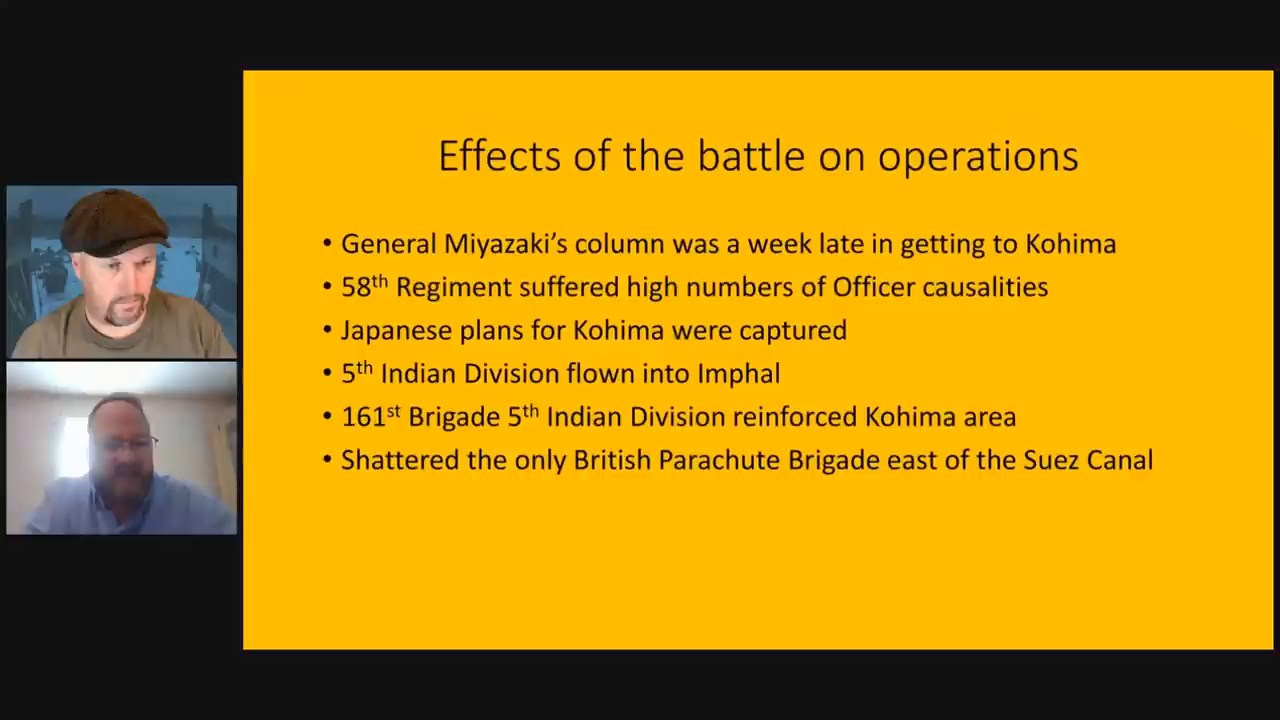 Effects of the battle on operations
• General Miyazaki’s column was a week late in getting to Kohima
• 58th Regiment suffered high numbers of Officer causalities
• Japanese plans for Kohima were captured
• 5th Indian Division flown into Imphal
• 161st Brigade 5th Indian Division reinforced Kohima area
• Shattered the only British Parachute Brigade east of the Suez Canal